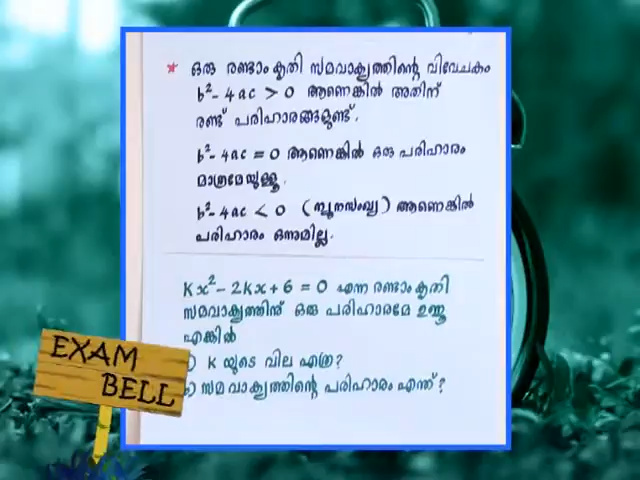 * ഒരു രണ്ടാം കൃതി സമവാക്യത്തിന്റെ വിവേചകം
b² - 4ac > 0 ആണെങ്കിൽ അതിന്
രണ്ട് പരിഹാരങ്ങളുണ്ട്.
b² - 4ac = 0 ആണെങ്കിൽ ഒരു പരിഹാരം
മാത്രമേയുള്ളൂ.
b² - 4ac < 0 (ന്യൂനസംഖ്യ) ആണെങ്കിൽ
പരിഹാരം ഒന്നുമില്ല.
Kx² - 2kx + 6 = 0 എന്ന രണ്ടാം കൃതി
സമവാക്യത്തിന് ഒരു പരിഹാരമേ ഉള്ളൂ
എങ്കിൽ
) K യുടെ വില എത്ര?
) സമവാക്യത്തിന്റെ പരിഹാരം എന്ത്?
EXAM
BELL